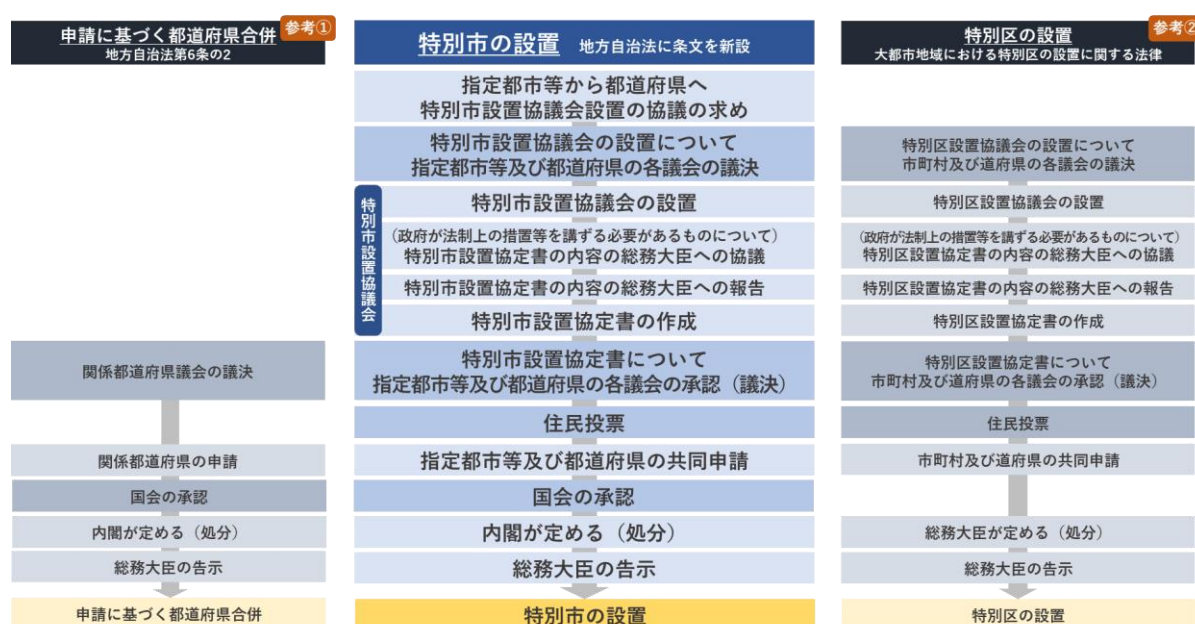 申請に基づく都道府県合併
参考①
地方自治法第6条の2
関係都道府県議会の議決
関係都道府県の申請
国会の承認
内閣が定める（処分）
総務大臣の告示
申請に基づく都道府県合併
特別市の設置 地方自治法に条文を新設
指定都市等から都道府県へ
特別市設置協議会設置の協議の求め
特別市設置協議会の設置について
指定都市等及び都道府県の各議会の議決
特別市設置協議会
特別市設置協議会の設置
（政府が法制上の措置等を講ずる必要があるものについて）
特別市設置協定書の内容の総務大臣への協議
特別市設置協定書の内容の総務大臣への報告
特別市設置協定書の作成
特別市設置協定書について
指定都市等及び都道府県の各議会の承認（議決）
住民投票
指定都市等及び都道府県の共同申請
国会の承認
内閣が定める（処分）
総務大臣の告示
特別市の設置
特別区の設置
参考②
大都市地域における特別区の設置に関する法律
特別区設置協議会の設置について
市町村及び道府県の各議会の議決
特別区設置協議会の設置
（政府が法制上の措置等を講ずる必要があるものについて）
特別区設置協定書の内容の総務大臣への協議
特別区設置協定書の内容の総務大臣への報告
特別区設置協定書の作成
特別区設置協定書について
市町村及び道府県の各議会の承認（議決）
住民投票
市町村及び道府県の共同申請
総務大臣が定める（処分）
総務大臣の告示
特別区の設置